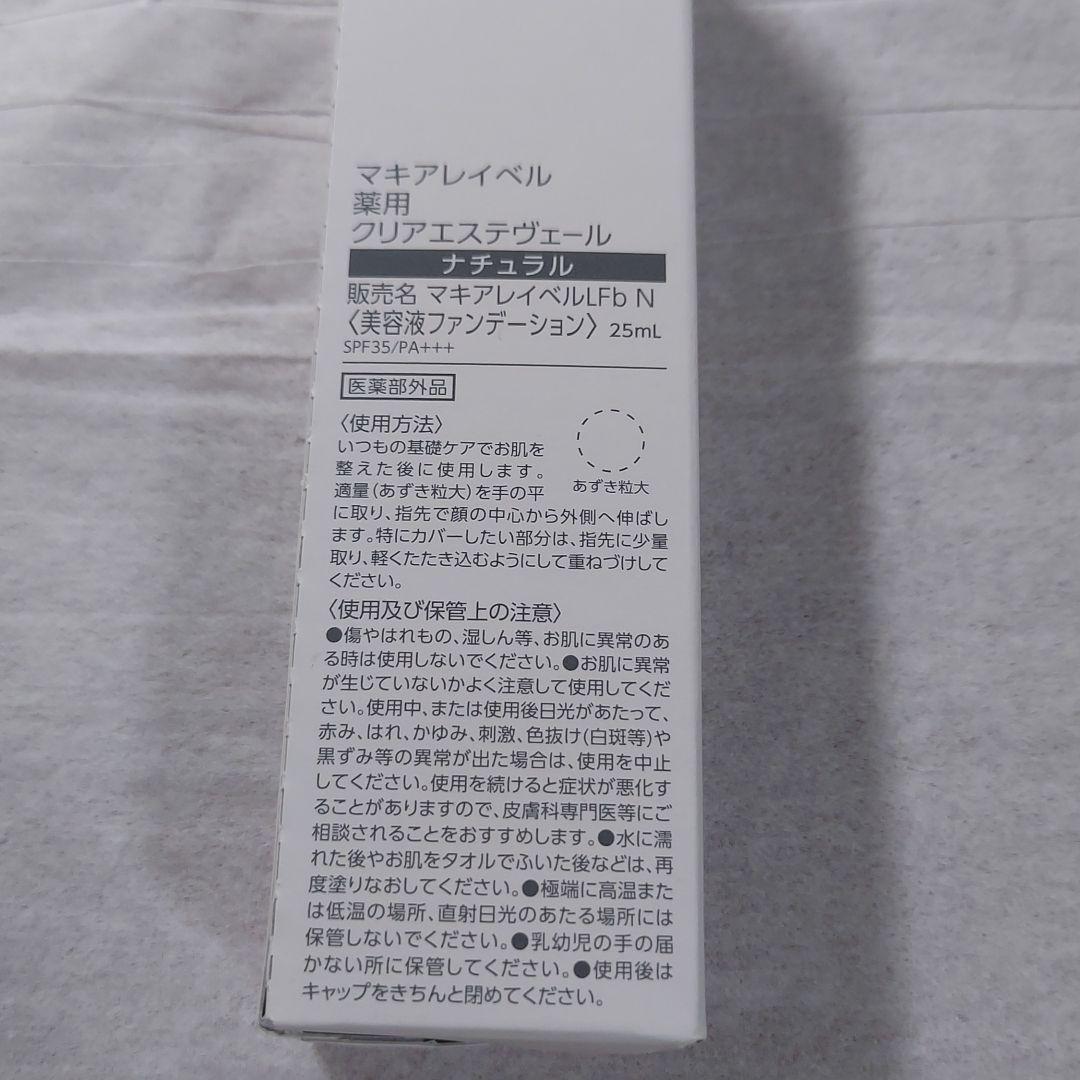 マキアレイベル
薬用
クリアエステヴェール
ナチュラル
販売名 マキアレイベルLFb N
〈美容液ファンデーション〉 25mL
SPF35/PA+++
医薬部外品
〈使用方法〉
いつもの基礎ケアでお肌を
整えた後に使用します。
適量(あずき粒大)を手の平
あずき粒大
に取り、指先で顔の中心から外側へ伸ばし
ます。特にカバーしたい部分は、指先に少量
取り、軽くたたき込むようにして重ねづけして
ください。
〈使用及び保管上の注意〉
●傷やはれもの、湿しん等、お肌に異常のあ
る時は使用しないでください。●お肌に異常
が生じていないかよく注意して使用してくだ
さい。使用中、または使用後日光があたって、
赤み、はれ、かゆみ、刺激、色抜け(白斑等)や
黒ずみ等の異常が出た場合は、使用を中止
してください。使用を続けると症状が悪化す
ることがありますので、皮膚科専門医等にご
相談されることをおすすめします。●水に濡
れた後やお肌をタオルでふいた後などは、再
度塗りなおしてください。●極端に高温また
は低温の場所、直射日光のあたる場所には
保管しないでください。●乳幼児の手の届
かない所に保管してください。●使用後は
キャップをきちんと閉めてください。